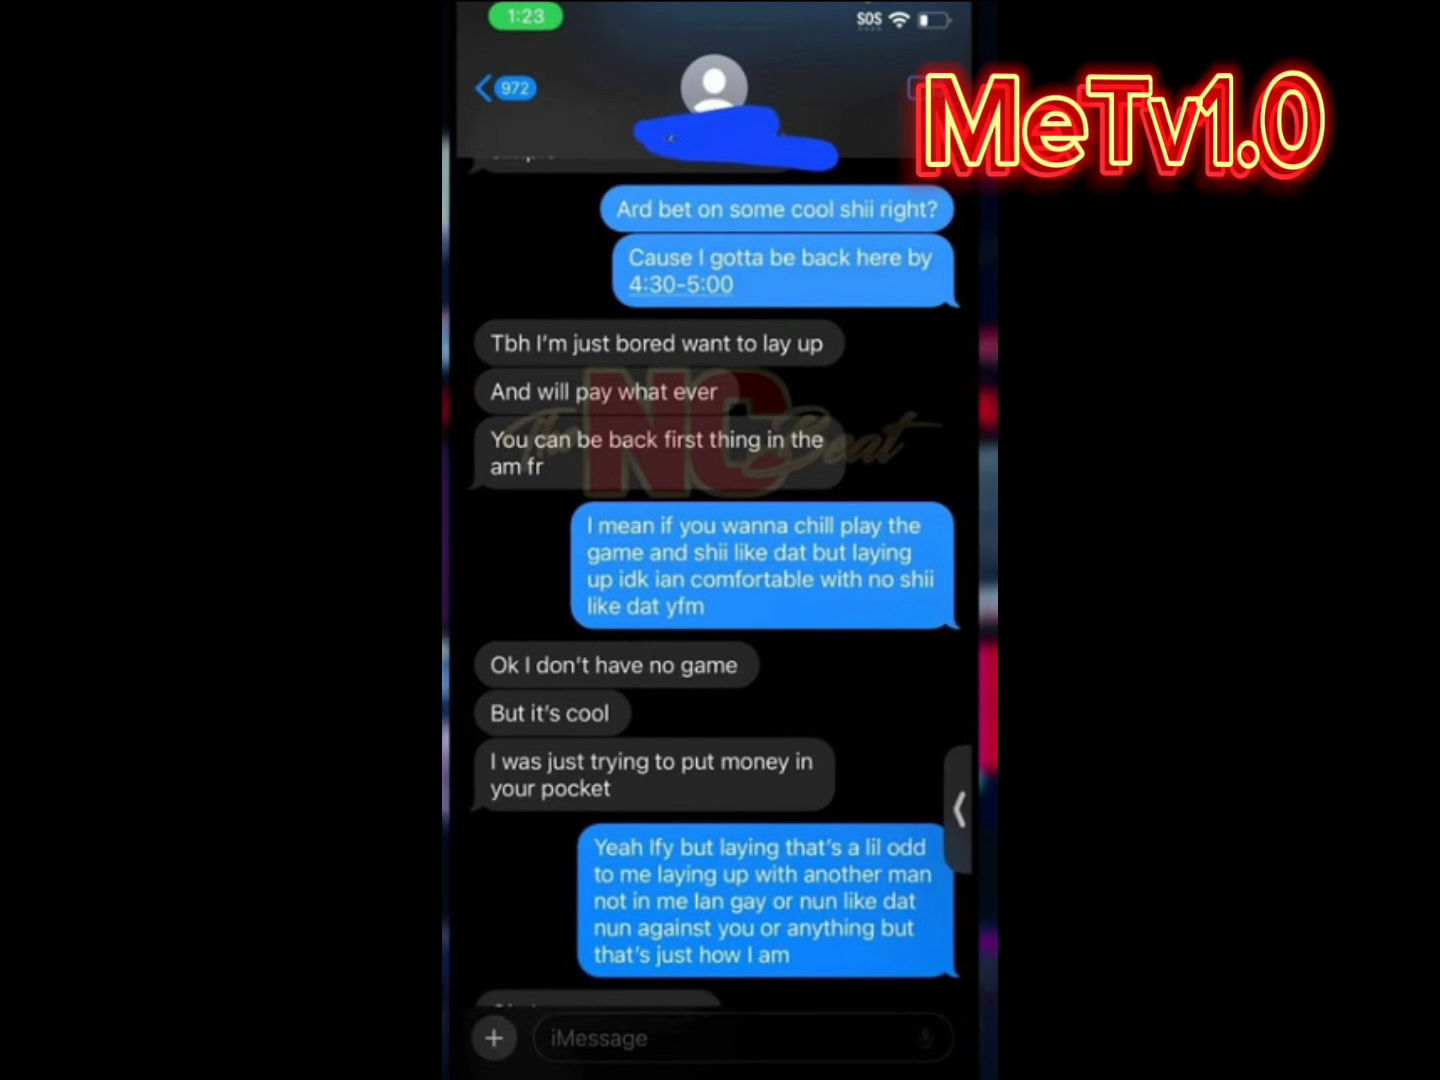 1:23
SOS
972
MeTv1.0
Ard bet on some cool shii right?
Cause I gotta be back here by
4:30-5:00
Tbh I'm just bored want to lay up
And will pay what ever
You can be back first thing in the
am fr
The NC Beat
I mean if you wanna chill play the
game and shii like dat but laying
up idk ian comfortable with no shii
like dat yfm
Ok I don't have no game
But it's cool
I was just trying to put money in
your pocket
Yeah Ify but laying that's a lil odd
to me laying up with another man
not in me Ian gay or nun like dat
nun against you or anything but
that's just how I am
iMessage